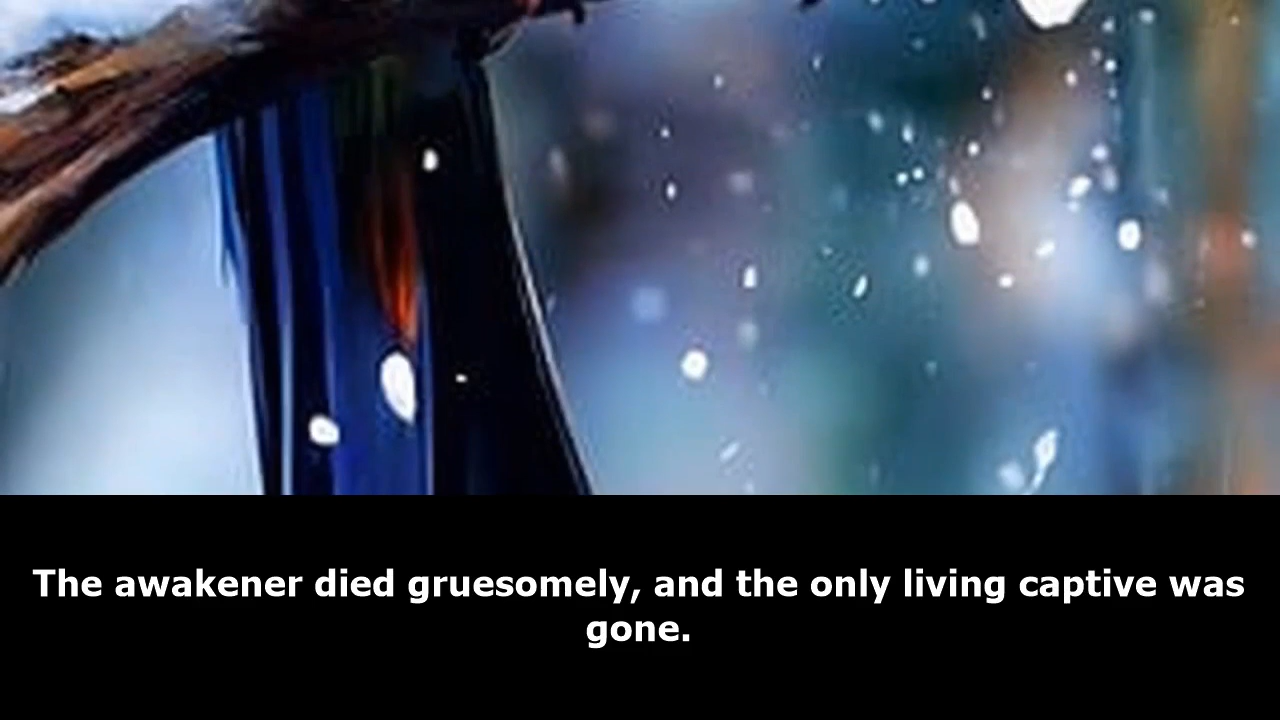 The awakener died gruesomely, and the only living captive was
gone.